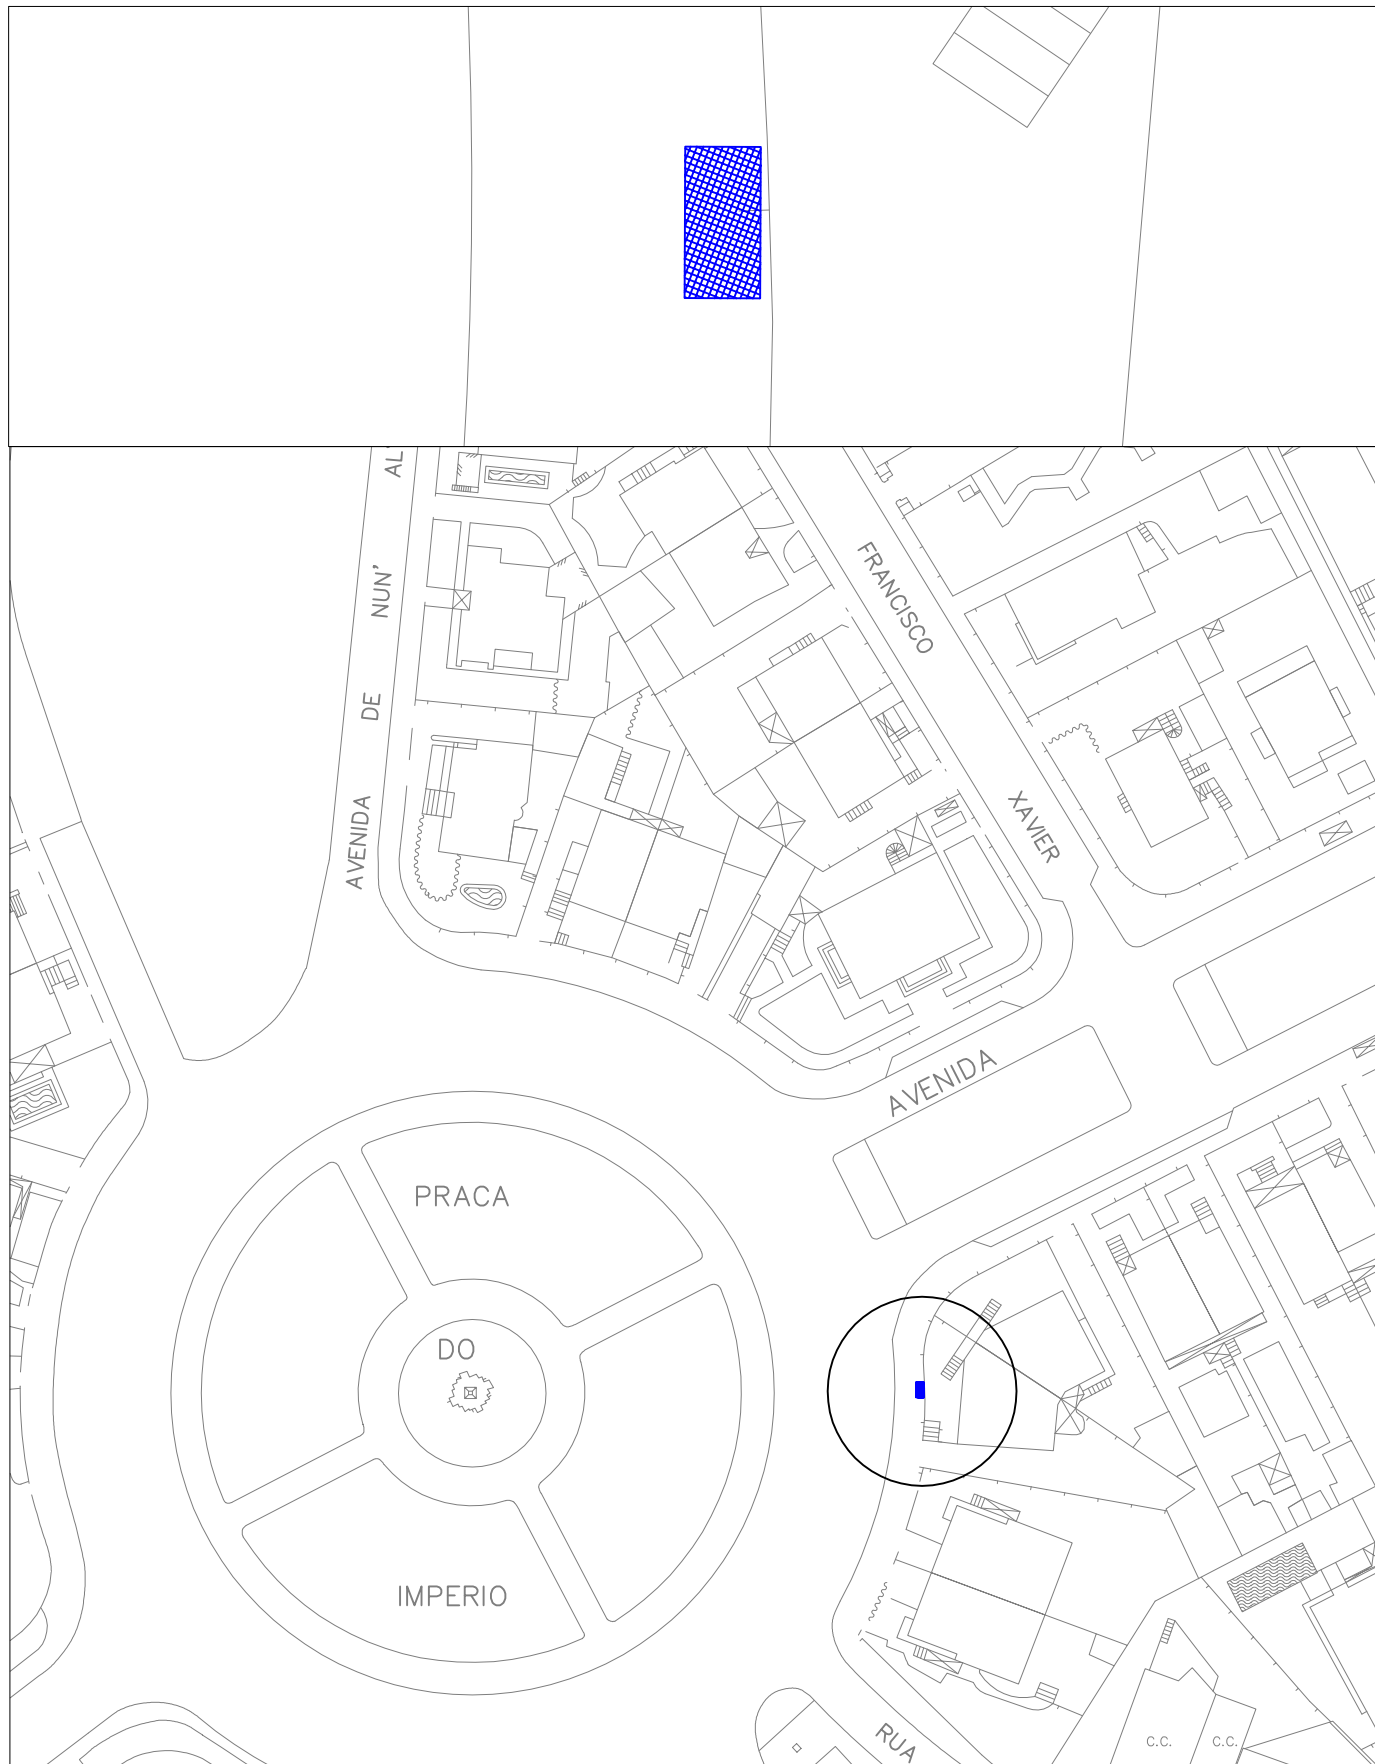 AL
NUN'
DE
AVENIDA
FRANCISCO
XAVIER
AVENIDA
PRACA
DO
IMPERIO
RUA
C.C.
C.C.